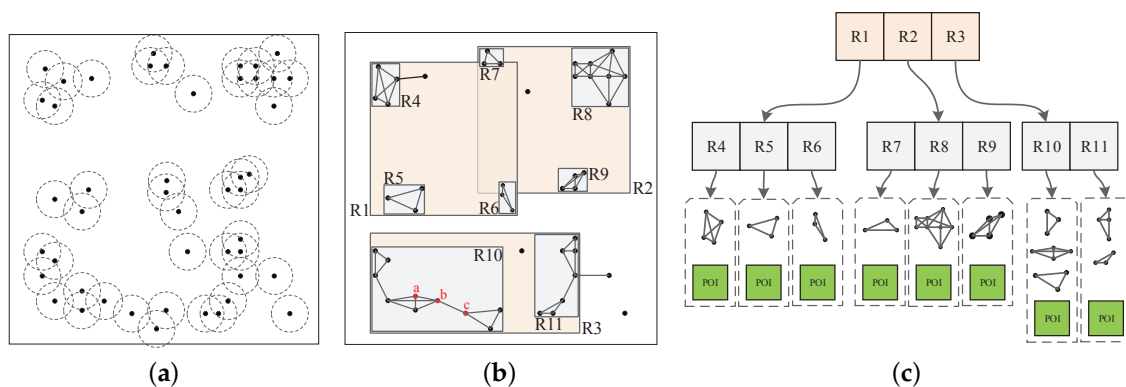 R7
R4
R8
R5
R9
R6
R1
R2
R10
a
b
c
R11
R3
R1 R2 R3
R4 R5 R6 R7 R8 R9 R10 R11
POI POI POI POI POI POI
POI POI
(a) (b) (c)